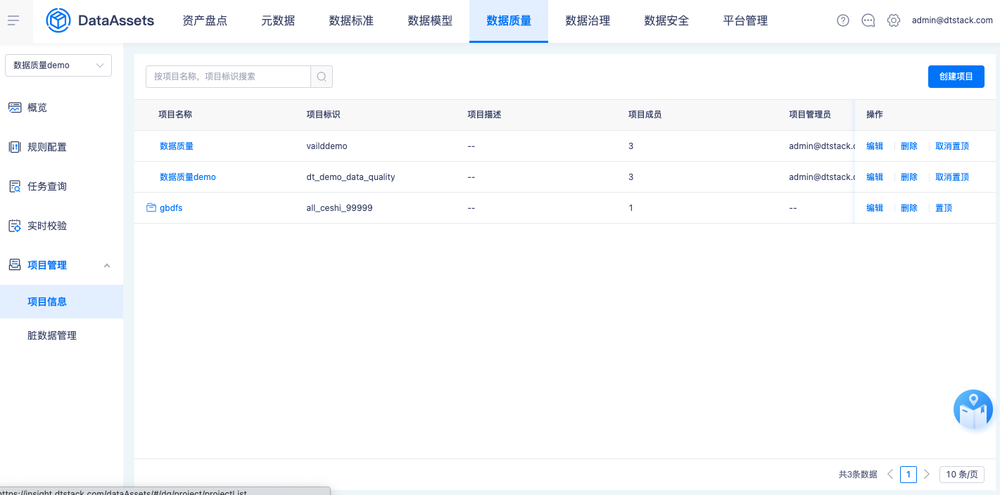 DataAssets 资产盘点 元数据 数据标准 数据模型 数据质量 数据治理 数据安全 平台管理 admin@dtstack.com
数据质量demo
概览
规则配置
任务查询
实时校验
项目管理
项目信息
脏数据管理
按项目名称，项目标识搜索
创建项目
项目名称 项目标识 项目描述 项目成员 项目管理员 操作
数据质量 vailddemo -- 3 admin@dtstack.c 编辑 删除 取消置顶
数据质量demo dt_demo_data_quality -- 3 admin@dtstack.c 编辑 删除 取消置顶
gbdfs all_ceshi_99999 -- 1 -- 编辑 删除 置顶
共3条数据 1 10 条/页
https://insight.dtstack.com/dataAssets/#/dq/project/projectList